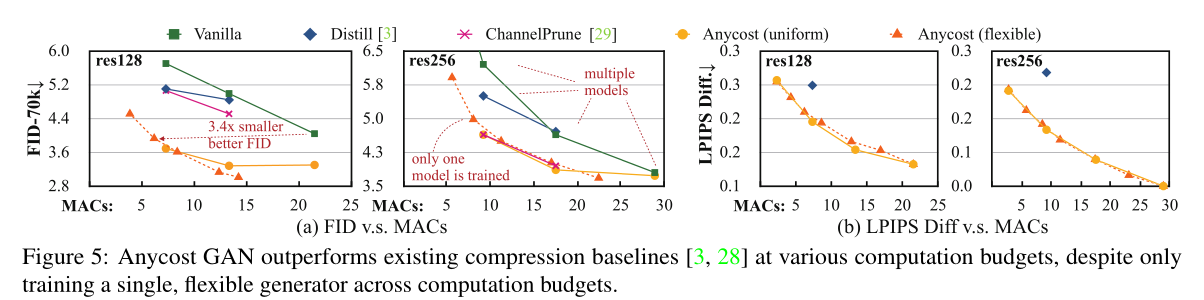 Vanilla Distill [3] ChannelPrune [29] Anycost (uniform) Anycost (flexible)
FID-70k↓
6.0
5.2
4.4
3.6
2.8
res128
3.4x smaller
better FID
MACs: 5 10 15 20 25
6.5
5.8
5.0
4.3
3.5
res256
multiple
models
only one
model is trained
5 10 15 20 25 30
(a) FID v.s. MACs
LPIPS Diff.↓
0.3
0.3
0.2
0.2
0.1
res128
MACs: 5 10 15 20 25
0.3
0.2
0.2
0.1
0.0
res256
MACs: 5 10 15 20 25 30
(b) LPIPS Diff v.s. MACs
Figure 5: Anycost GAN outperforms existing compression baselines [3, 28] at various computation budgets, despite only
training a single, flexible generator across computation budgets.